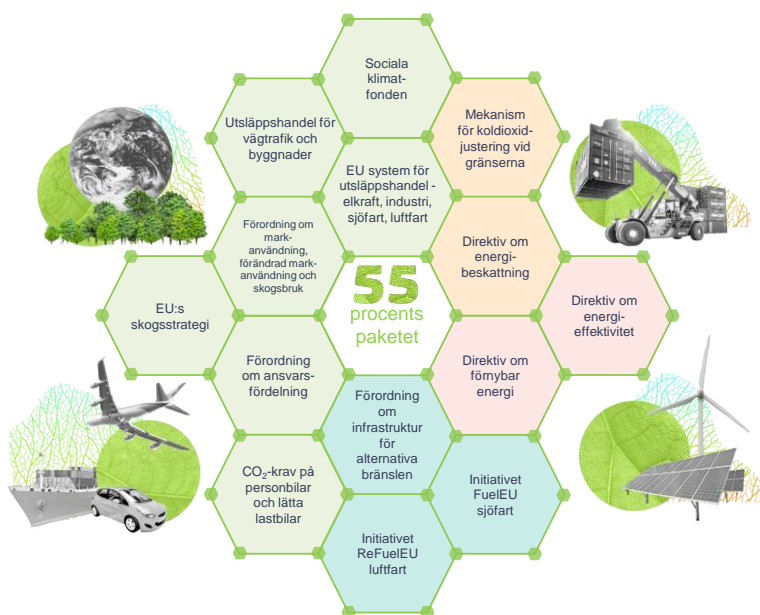 Sociala
klimat-
fonden
Utsläppshandel för
vägtrafik och
byggnader
Mekanism
för koldioxid-
justering vid
gränserna
EU system för
utsläppshandel -
elkraft, industri,
sjöfart, luftfart
Förordning om
mark-
användning,
förändrad mark-
användning och
skogsbruk
Direktiv om
energi-
beskattning
EU:s
skogsstrategi
55
procents
paketet
Direktiv om
energi-
effektivitet
Förordning
om ansvars-
fördelning
Direktiv om
förnybar
energi
Förordning
om
infrastruktur
för
alternativa
bränslen
CO₂-krav på
personbilar
och lätta
lastbilar
Initiativet
FuelEU
sjöfart
Initiativet
ReFuelEU
luftfart